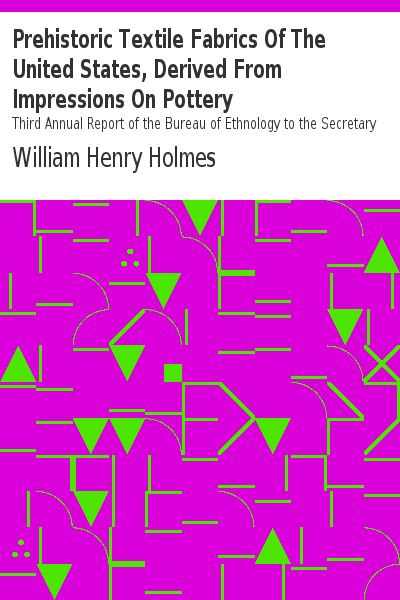 Prehistoric Textile Fabrics Of The
United States, Derived From
Impressions On Pottery
Third Annual Report of the Bureau of Ethnology to the Secretary
William Henry Holmes